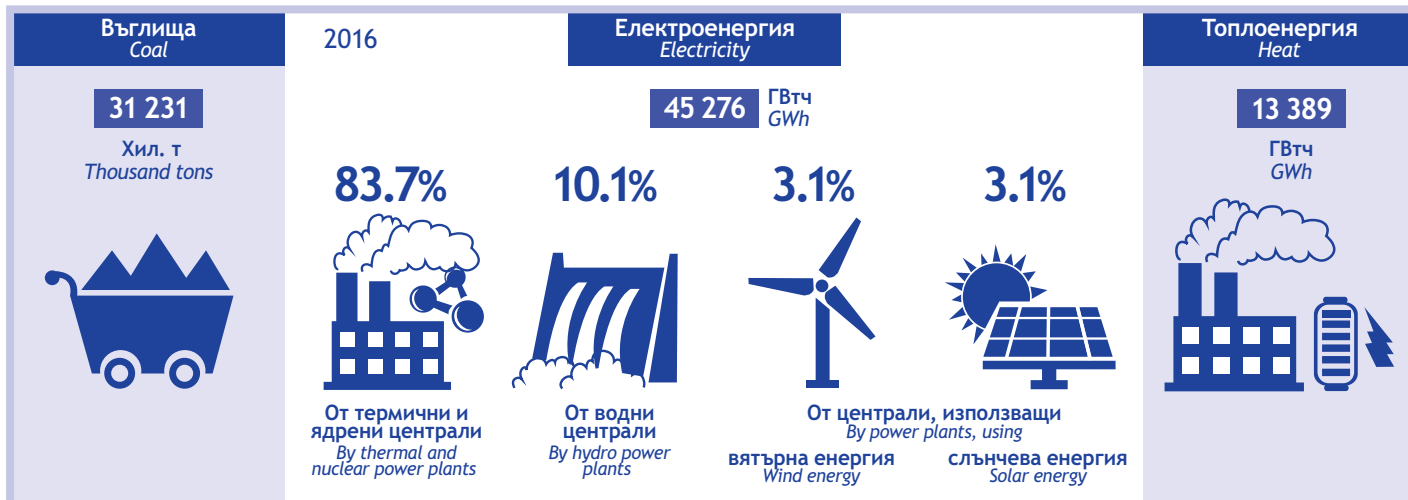 Въглища
Coal
31 231
Хил. т
Thousand tons
2016
Електроенергия
Electricity
45 276
ГВтч
GWh
83.7%
От термични и
ядрени централи
By thermal and
nuclear power plants
10.1%
От водни
централи
By hydro power
plants
3.1%
3.1%
От централи, използващи
By power plants, using
вятърна енергия
Wind energy
слънчева енергия
Solar energy
Топлоенергия
Heat
13 389
ГВтч
GWh